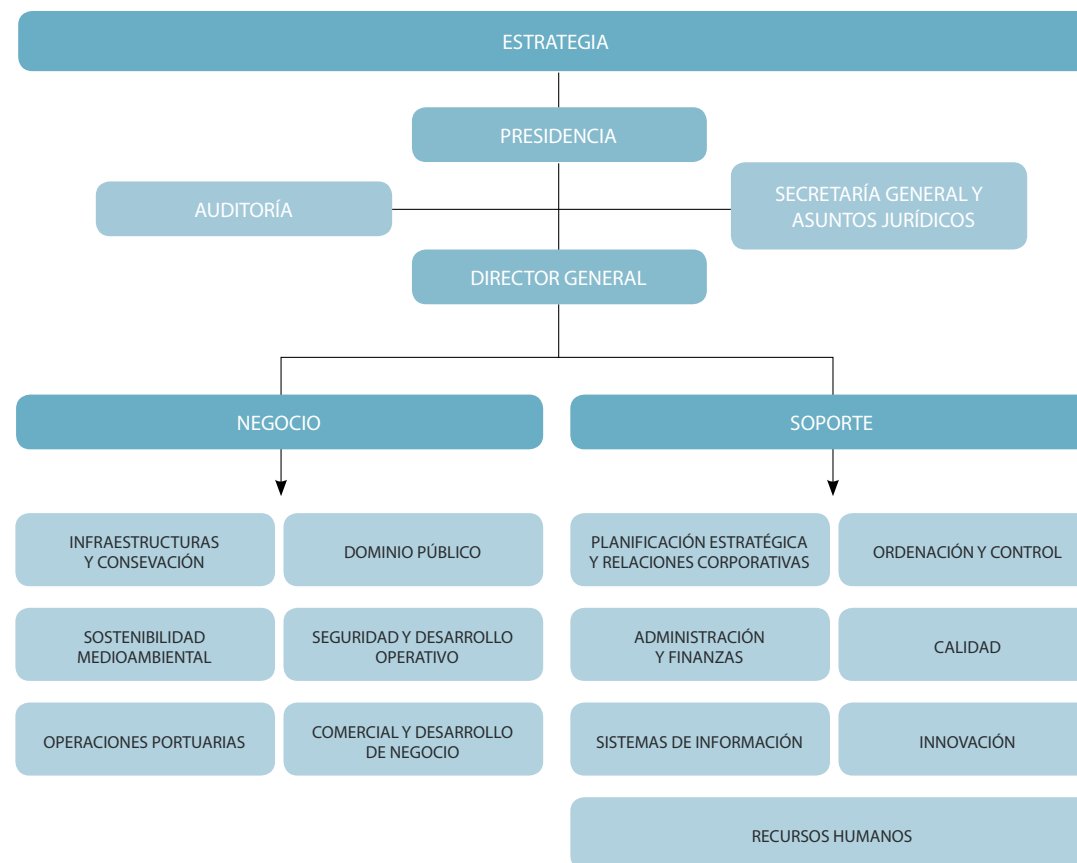 ESTRATEGIA
PRESIDENCIA
AUDITORÍA
SECRETARÍA GENERAL Y
ASUNTOS JURÍDICOS
DIRECTOR GENERAL
NEGOCIO
SOPORTE
INFRAESTRUCTURAS
Y CONSEVACIÓN
DOMINIO PÚBLICO
PLANIFICACIÓN ESTRATÉGICA
Y RELACIONES CORPORATIVAS
ORDENACIÓN Y CONTROL
SOSTENIBILIDAD
MEDIOAMBIENTAL
SEGURIDAD Y DESARROLLO
OPERATIVO
ADMINISTRACIÓN
Y FINANZAS
CALIDAD
OPERACIONES PORTUARIAS
COMERCIAL Y DESARROLLO
DE NEGOCIO
SISTEMAS DE INFORMACIÓN
INNOVACIÓN
RECURSOS HUMANOS